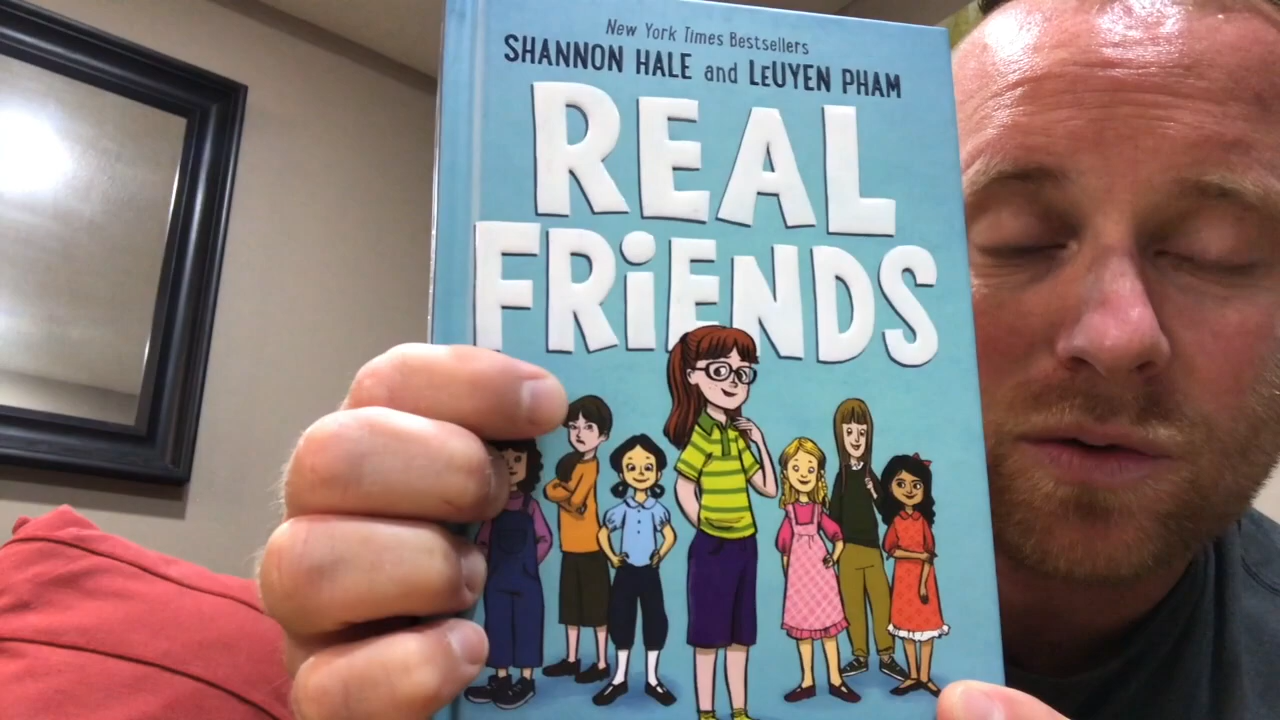 New York Times Bestsellers
SHANNON HALE and LEUYEN PHAM
REAL
FRiENDS